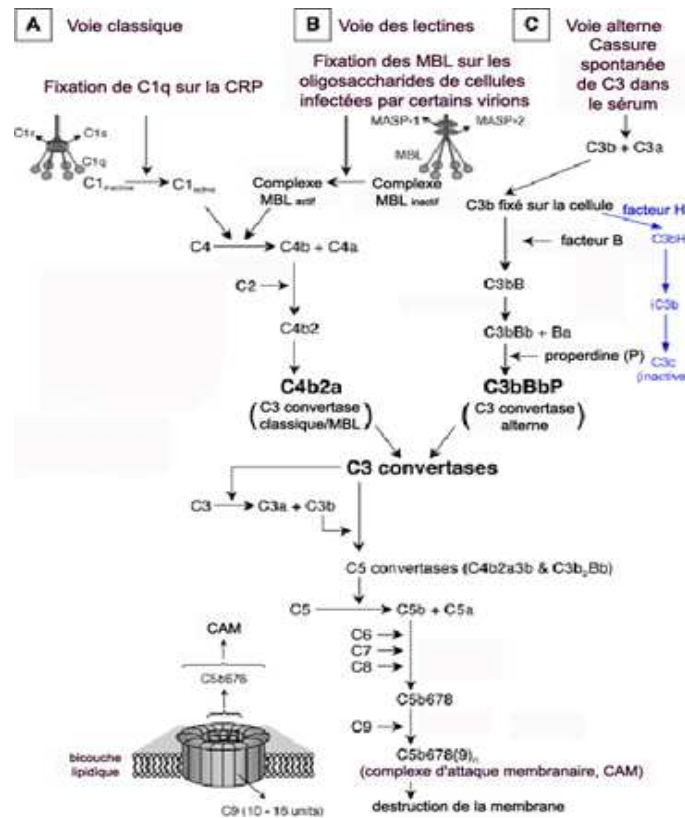 A Voie classique
Fixation de C1q sur la CRP
C1r C1s
C1q
C1inactive C1active
B Voie des lectines
Fixation des MBL sur les
oligosaccharides de cellules
infectées par certains virions
MASP-1 MASP-2
MBL
Complexe
MBL actif
Complexe
MBL inactif
C Voie alterne
Cassure
spontanée
de C3 dans
le sérum
C3b + C3a
C3b fixé sur la cellule
facteur H
facteur B
C3bH
C3bB
iC3b
C3bBb + Ba
properdine (P)
C3c
(inactive)
C3bBbP
(C3 convertase
alterne)
C4 C4b + C4a
C2
C4b2
C4b2a
(C3 convertase
classique/MBL)
C3 convertases
C3 C3a + C3b
C5 convertases (C4b2a3b & C3b2Bb)
C5 C5b + C5a
C6
C7
C8
C5b678
C9
C5b678(9)n
(complexe d'attaque membranaire, CAM)
destruction de la membrane
CAM
C5b678
bicouche
lipidique
C9 (10 - 16 units)